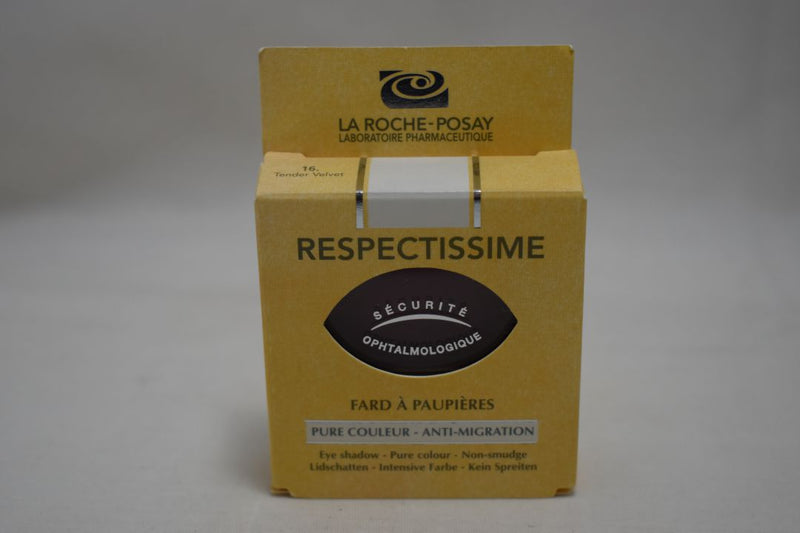 LA ROCHE-POSAY
LABORATOIRE PHARMACEUTIQUE
16.
Tender Velvet
RESPECTISSIME
SÉCURITÉ
OPHTALMOLOGIQUE
FARD À PAUPIÈRES
PURE COULEUR - ANTI-MIGRATION
Eye shadow - Pure colour - Non-smudge
Lidschatten - Intensive Farbe - Kein Spreiten